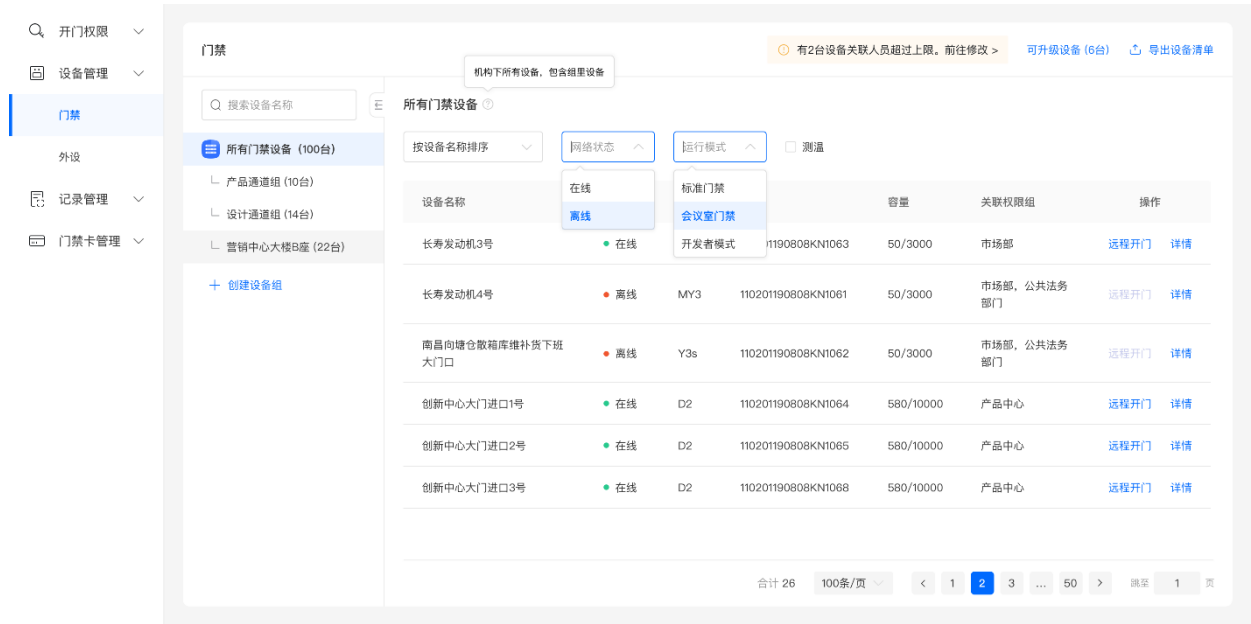 开门权限
设备管理
门禁
外设
记录管理
门禁卡管理
门禁
有2台设备关联人员超过上限。前往修改 >
可升级设备 (6台)
导出设备清单
机构下所有设备，包含组里设备
搜索设备名称
所有门禁设备（100台）
产品通道组 (10台)
设计通道组 (14台)
营销中心大楼B座 (22台)
创建设备组
所有门禁设备
按设备名称排序
网络状态
运行模式
测温
在线
离线
标准门禁
会议室门禁
开发者模式
设备名称 容量 关联权限组 操作
长寿发动机3号 在线 01190808KN1063 50/3000 市场部 远程开门 详情
长寿发动机4号 离线 MY3 110201190808KN1061 50/3000 市场部，公共法务
部门 远程开门 详情
南昌向塘仓散箱库维补货下班
大门口 离线 Y3s 110201190808KN1062 50/3000 市场部，公共法务
部门 远程开门 详情
创新中心大门进口1号 在线 D2 110201190808KN1064 580/10000 产品中心 远程开门 详情
创新中心大门进口2号 在线 D2 110201190808KN1065 580/10000 产品中心 远程开门 详情
创新中心大门进口3号 在线 D2 110201190808KN1068 580/10000 产品中心 远程开门 详情
合计 26 100条/页 < 1 2 3 ... 50 > 跳至 1 页